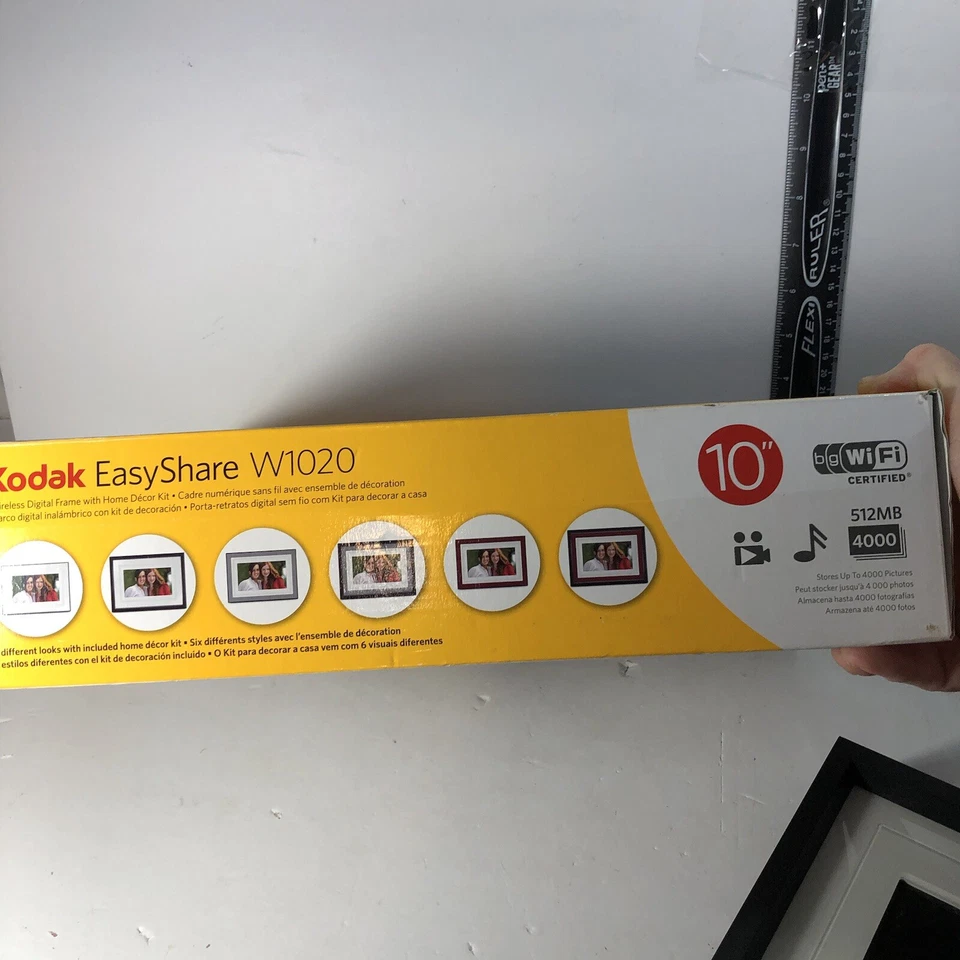 pen+
GEAR™
FLEXI RULER®
Kodak EasyShare W1020
ireless Digital Frame with Home Décor Kit • Cadre numérique sans fil avec ensemble de décoration
arco digital inalámbrico con kit de decoración • Porta-retratos digital sem fio com Kit para decorar a casa
10"
bg WiFi
CERTIFIED®
512MB
4000
Stores Up To 4000 Pictures
Peut stocker jusqu'à 4 000 photos
Almacena hasta 4000 fotografías
Armazena até 4000 fotos
different looks with included home décor kit • Six différents styles avec l'ensemble de décoration
estilos diferentes con el kit de decoración incluido • O Kit para decorar a casa vem com 6 visuais diferentes